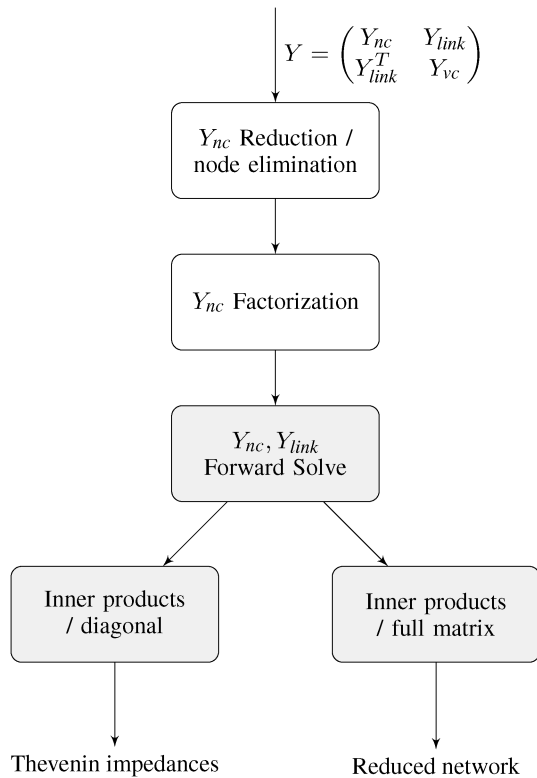 Y = ( Y_nc Y_link
Y_link^T Y_vc )
Y_nc Reduction /
node elimination
Y_nc Factorization
Y_nc, Y_link
Forward Solve
Inner products
/ diagonal
Inner products
/ full matrix
Thevenin impedances
Reduced network